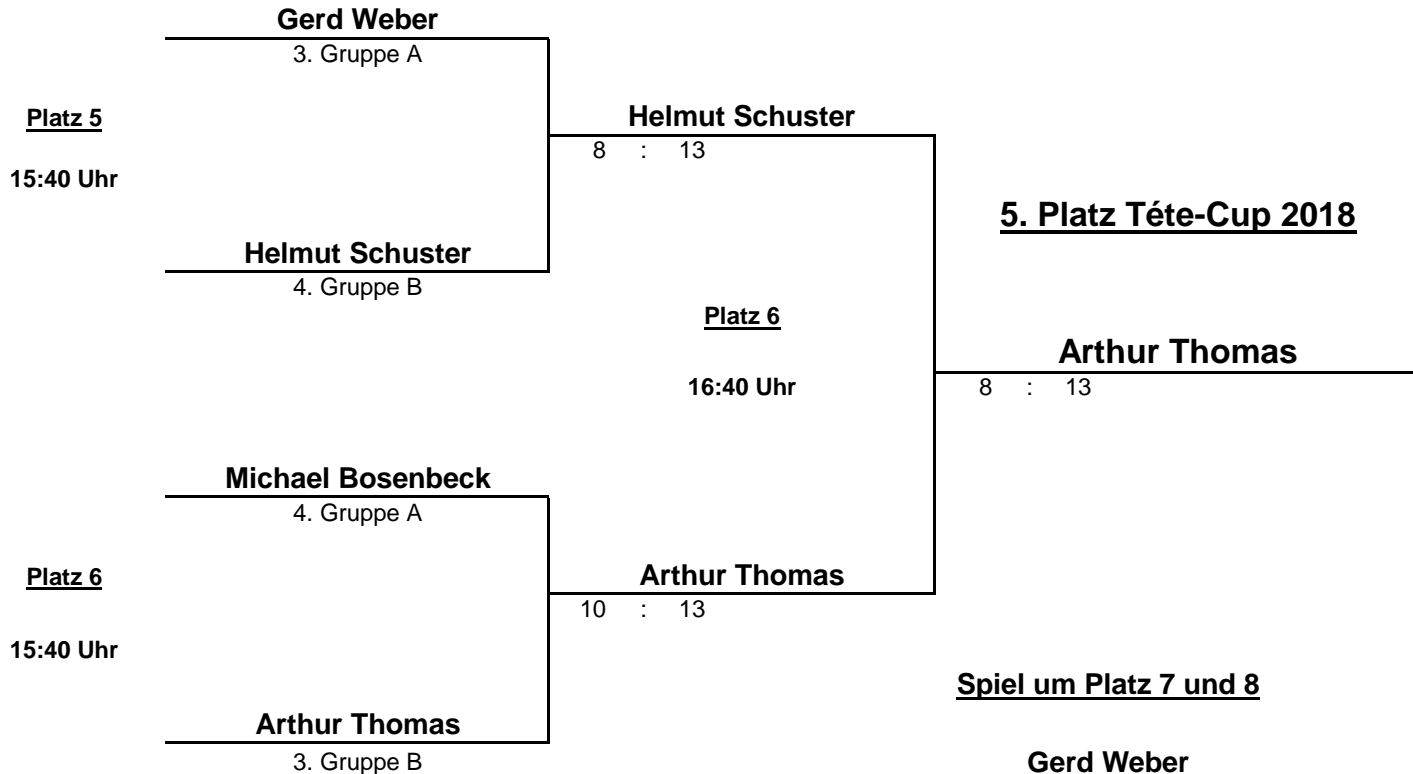 Gerd Weber
3. Gruppe A
Platz 5
Helmut Schuster
8 : 13
15:40 Uhr
5. Platz Téte-Cup 2018
Helmut Schuster
4. Gruppe B
Platz 6
Arthur Thomas
16:40 Uhr
8 : 13
Michael Bosenbeck
4. Gruppe A
Platz 6
Arthur Thomas
10 : 13
15:40 Uhr
Spiel um Platz 7 und 8
Arthur Thomas
3. Gruppe B
Gerd Weber